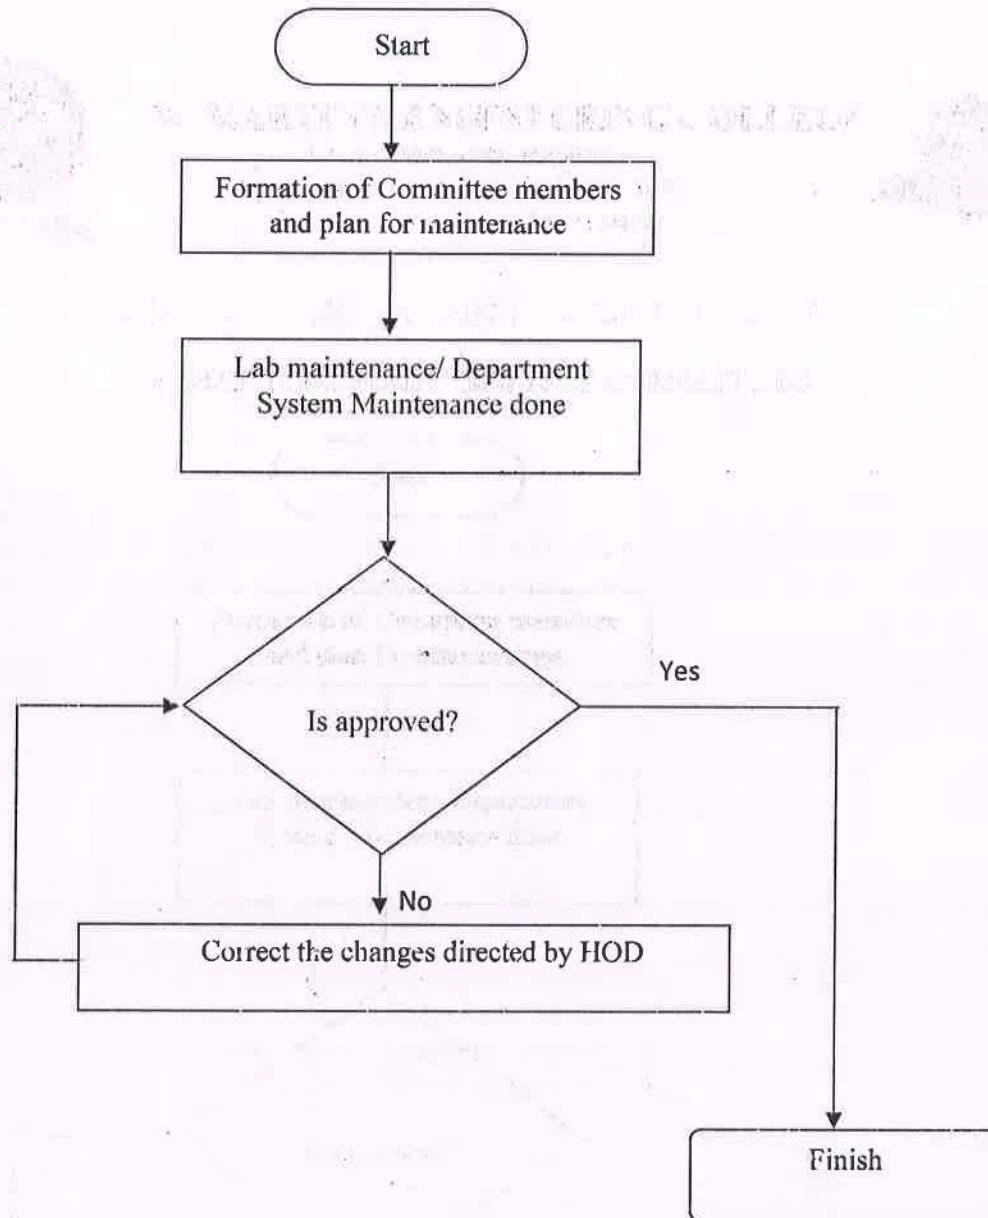 Start
Formation of Committee members
and plan for maintenance
Lab maintenance/ Department
System Maintenance done
Is approved?
Yes
No
Correct the changes directed by HOD
Finish